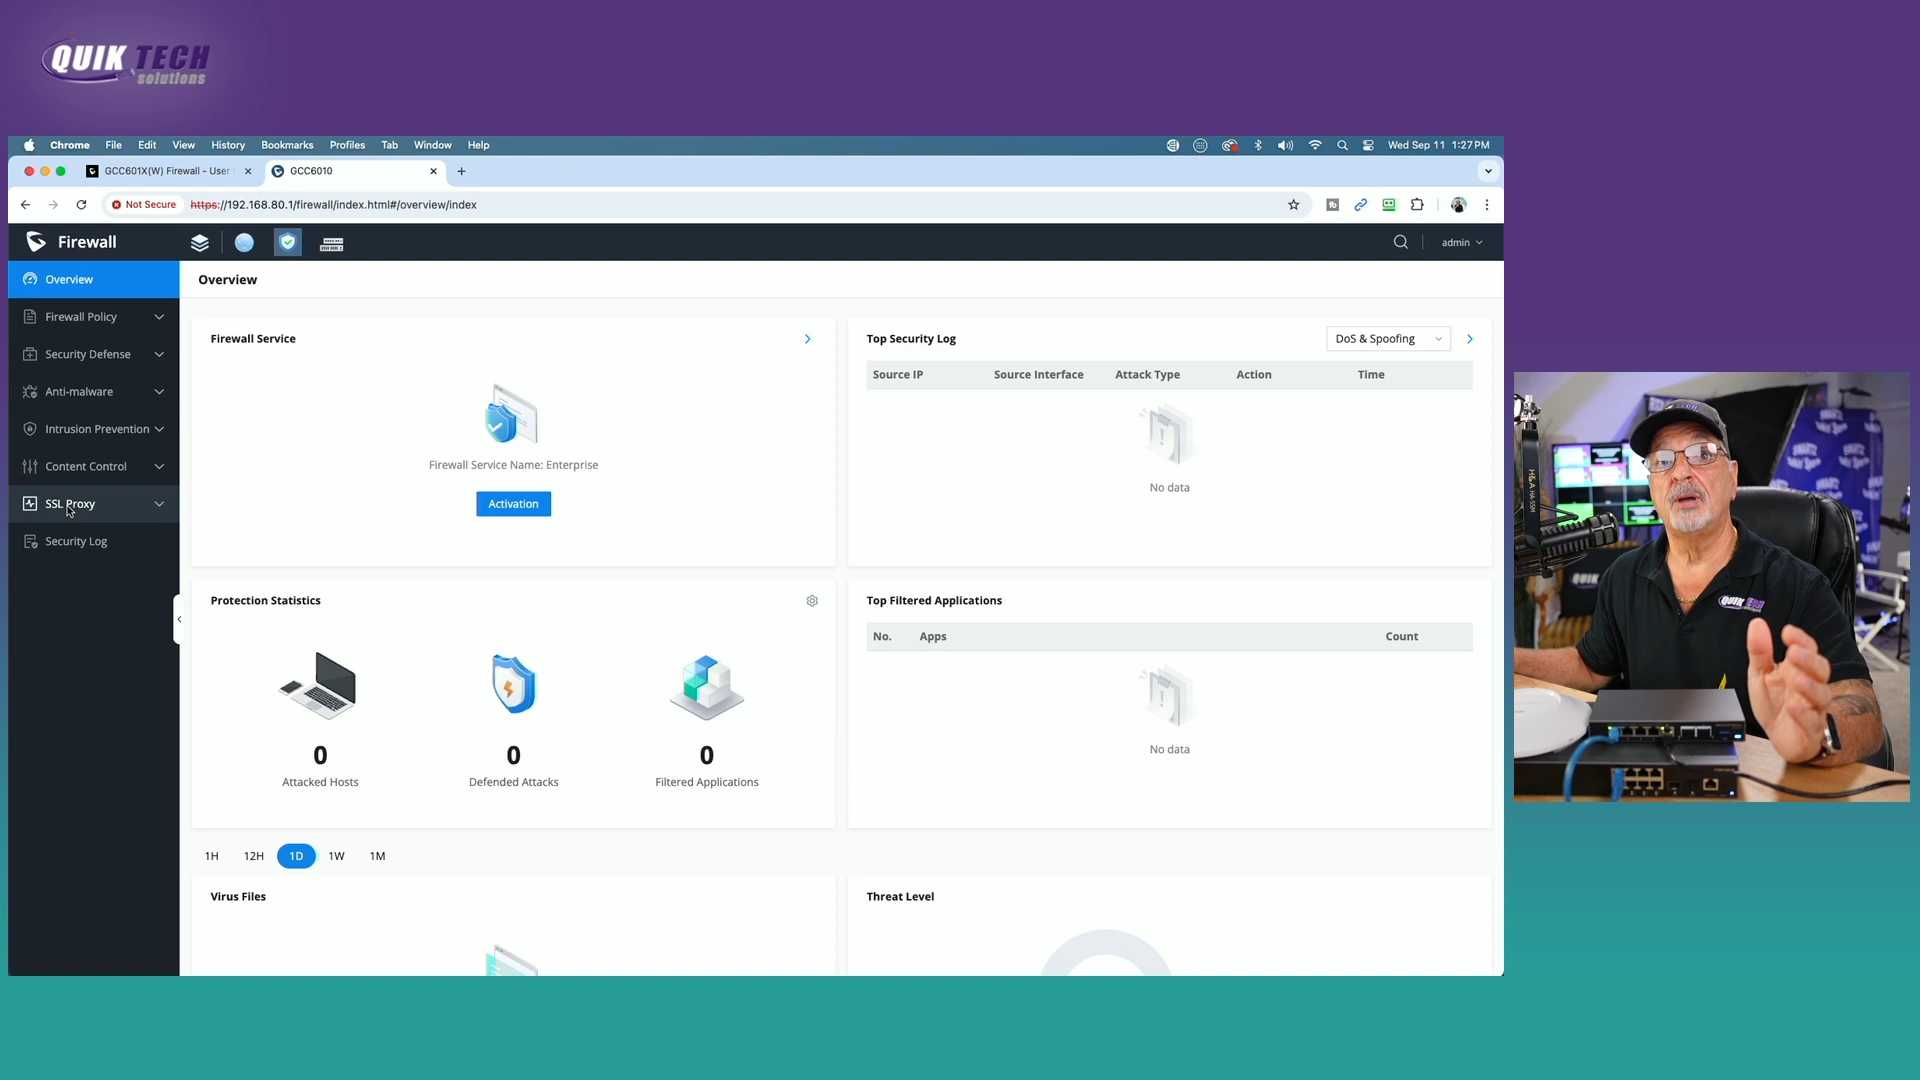 QUIK TECH
solutions
Chrome File Edit View History Bookmarks Profiles Tab Window Help
Wed Sep 11 1:27 PM
GCC601X(W) Firewall - User
GCC6010
Not Secure
https://192.168.80.1/firewall/index.html#/overview/index
Firewall
admin
Overview
Firewall Policy
Security Defense
Anti-malware
Intrusion Prevention
Content Control
SSL Proxy
Security Log
Overview
Firewall Service
Firewall Service Name: Enterprise
Activation
Top Security Log
DoS & Spoofing
Source IP Source Interface Attack Type Action Time
No data
Protection Statistics
0 0 0
Attacked Hosts Defended Attacks Filtered Applications
Top Filtered Applications
No. Apps Count
No data
1H 12H 1D 1W 1M
Virus Files
Threat Level
H&A HA-SSM
QUIK
QUIK TECH